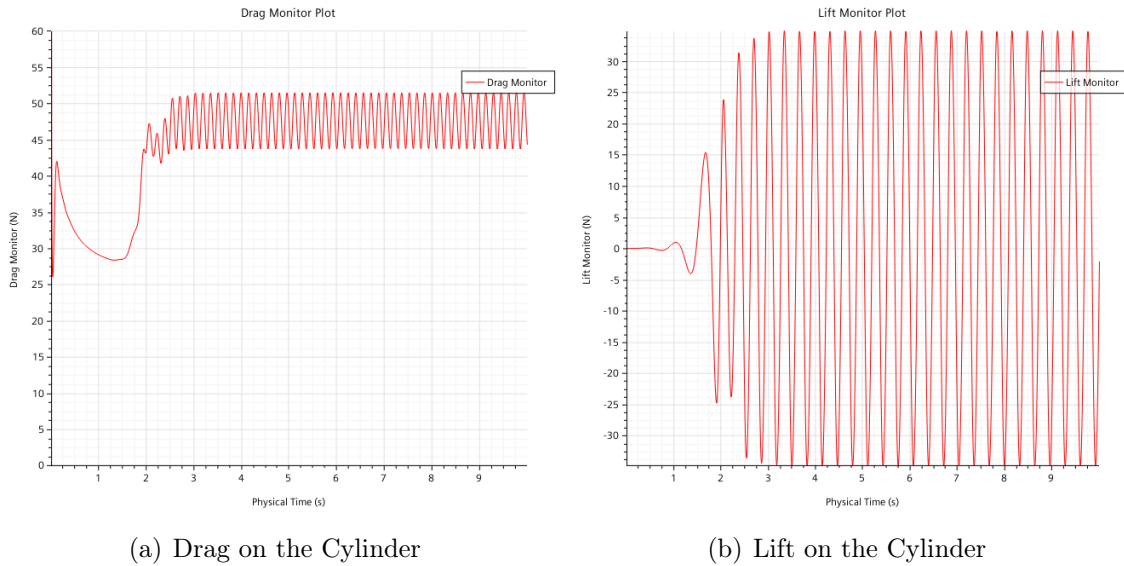 Drag Monitor Plot
60
55
50
45
40
35
30
25
20
15
10
5
0
Drag Monitor (N)
Drag Monitor
1 2 3 4 5 6 7 8 9
Physical Time (s)
(a) Drag on the Cylinder
Lift Monitor Plot
30
25
20
15
10
5
0
-5
-10
-15
-20
-25
-30
Lift Monitor (N)
Lift Monitor
1 2 3 4 5 6 7 8 9
Physical Time (s)
(b) Lift on the Cylinder